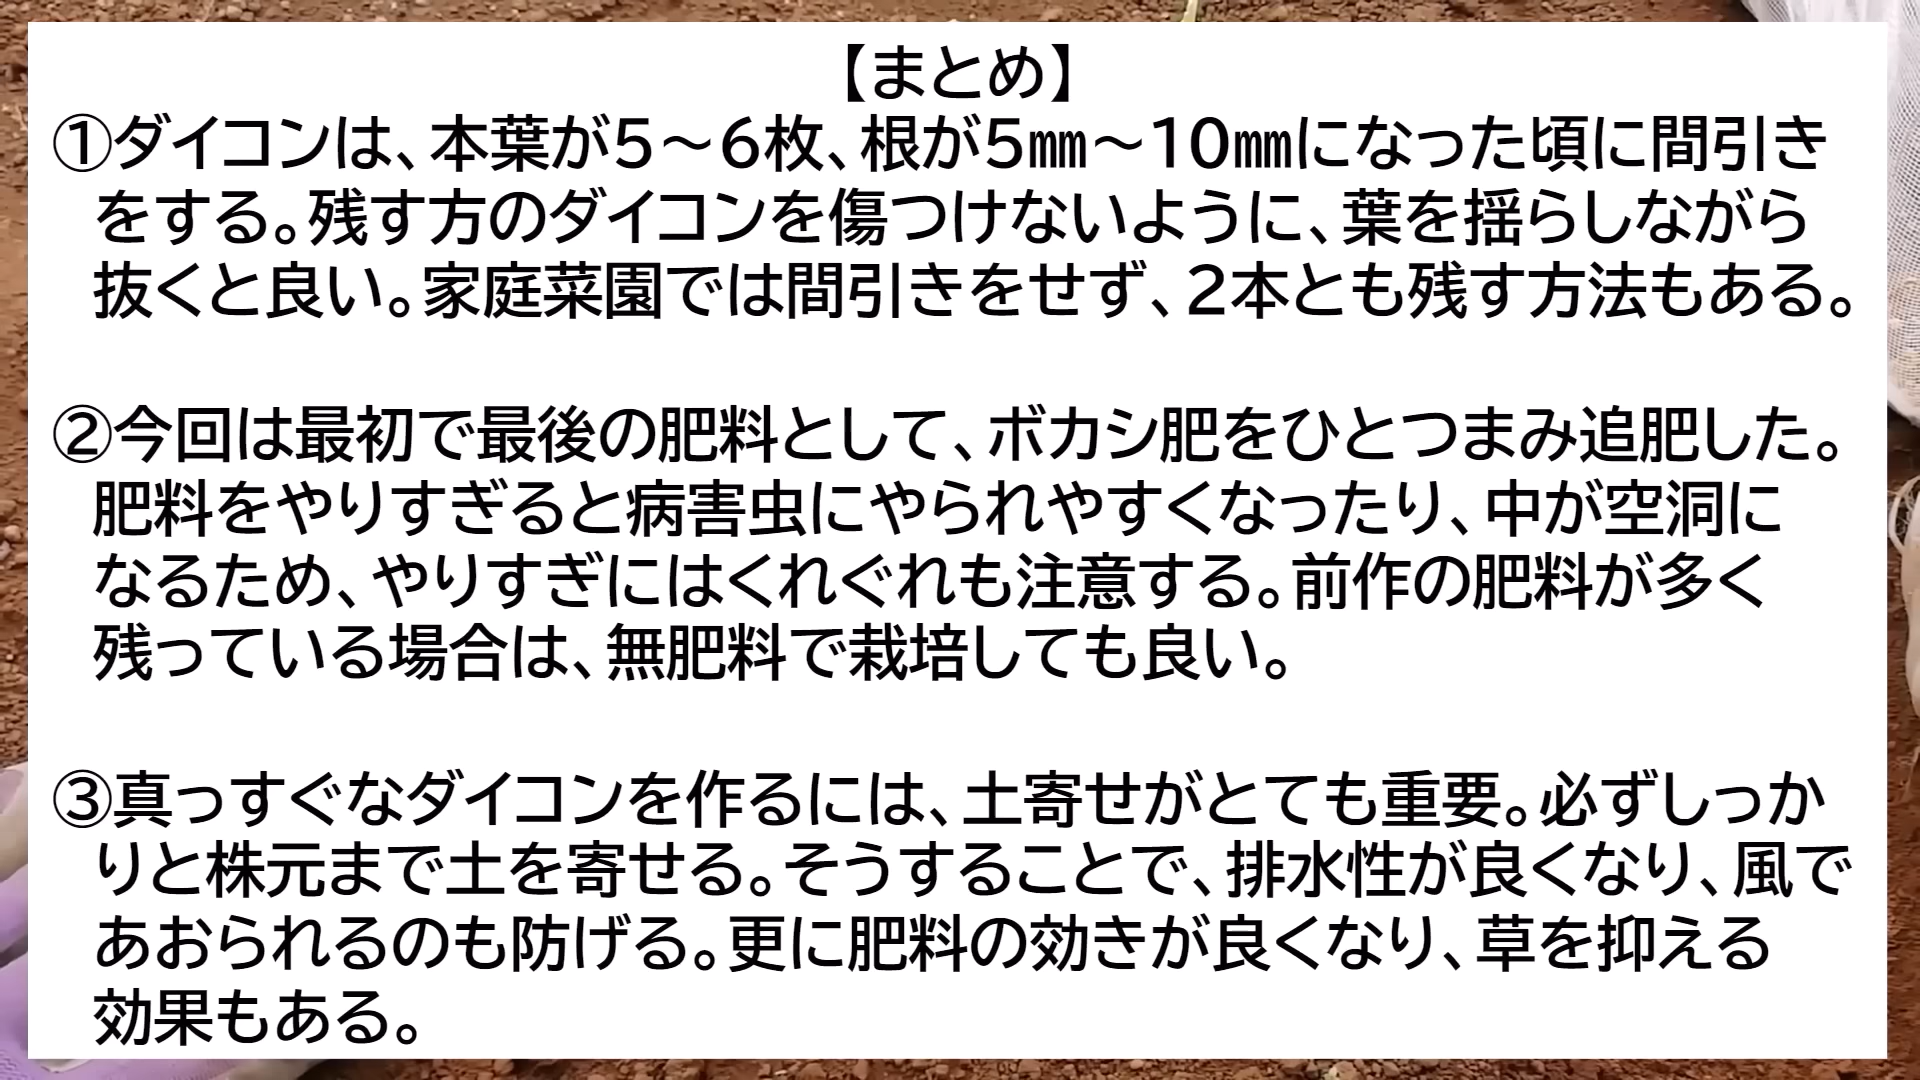 【まとめ】
①ダイコンは、本葉が5～6枚、根が5㎜～10㎜になった頃に間引き
をする。残す方のダイコンを傷つけないように、葉を揺らしながら
抜くと良い。家庭菜園では間引きをせず、2本とも残す方法もある。
②今回は最初で最後の肥料として、ボカシ肥をひとつまみ追肥した。
肥料をやりすぎると病害虫にやられやすくなったり、中が空洞に
なるため、やりすぎにはくれぐれも注意する。前作の肥料が多く
残っている場合は、無肥料で栽培しても良い。
③真っすぐなダイコンを作るには、土寄せがとても重要。必ずしっか
りと株元まで土を寄せる。そうすることで、排水性が良くなり、風で
あおられるのも防げる。更に肥料の効きが良くなり、草を抑える
効果もある。